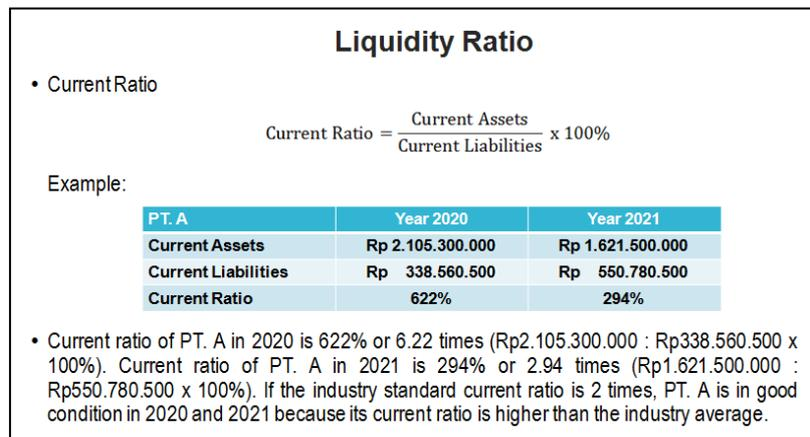 Liquidity Ratio
• Current Ratio
Current Ratio = Current Assets / Current Liabilities x 100%
Example:
PT. A Year 2020 Year 2021
Current Assets Rp 2.105.300.000 Rp 1.621.500.000
Current Liabilities Rp 338.560.500 Rp 550.780.500
Current Ratio 622% 294%
• Current ratio of PT. A in 2020 is 622% or 6.22 times (Rp2.105.300.000 : Rp338.560.500 x
100%). Current ratio of PT. A in 2021 is 294% or 2.94 times (Rp1.621.500.000 :
Rp550.780.500 x 100%). If the industry standard current ratio is 2 times, PT. A is in good
condition in 2020 and 2021 because its current ratio is higher than the industry average.